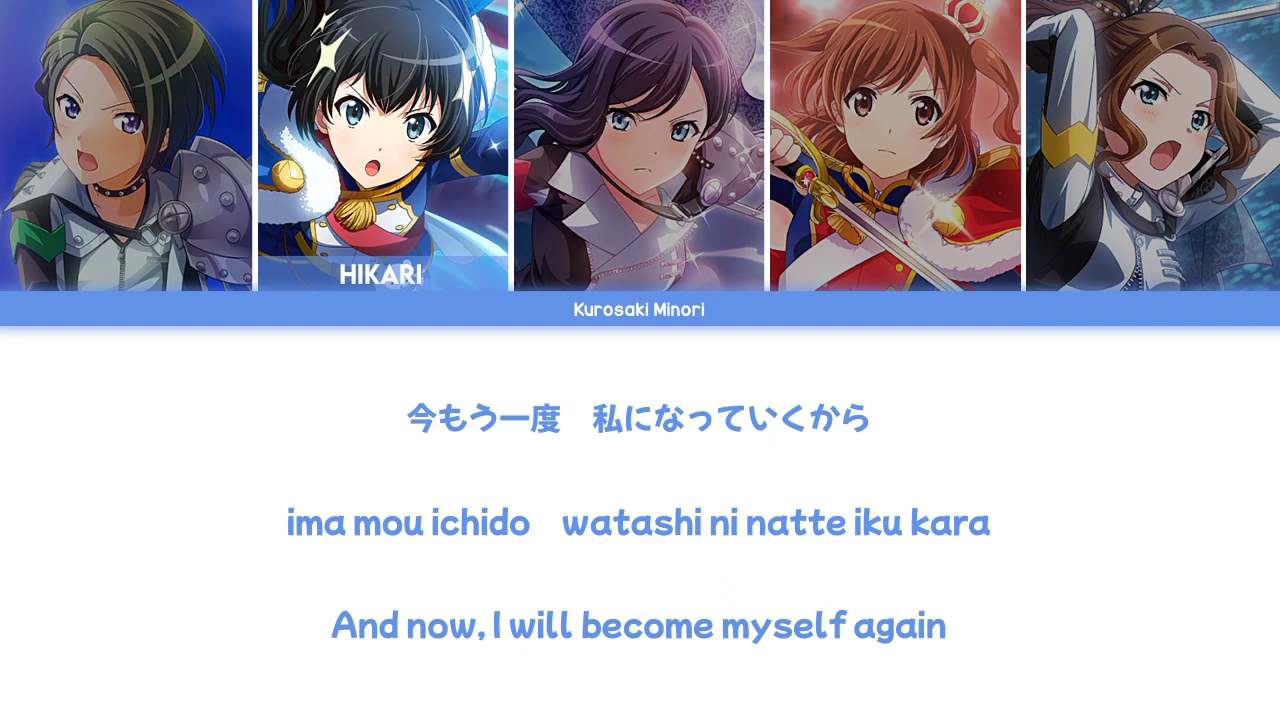 HIKARI
Kurosaki Minori
今もう一度　私になっていくから
ima mou ichido　watashi ni natte iku kara
And now, I will become myself again